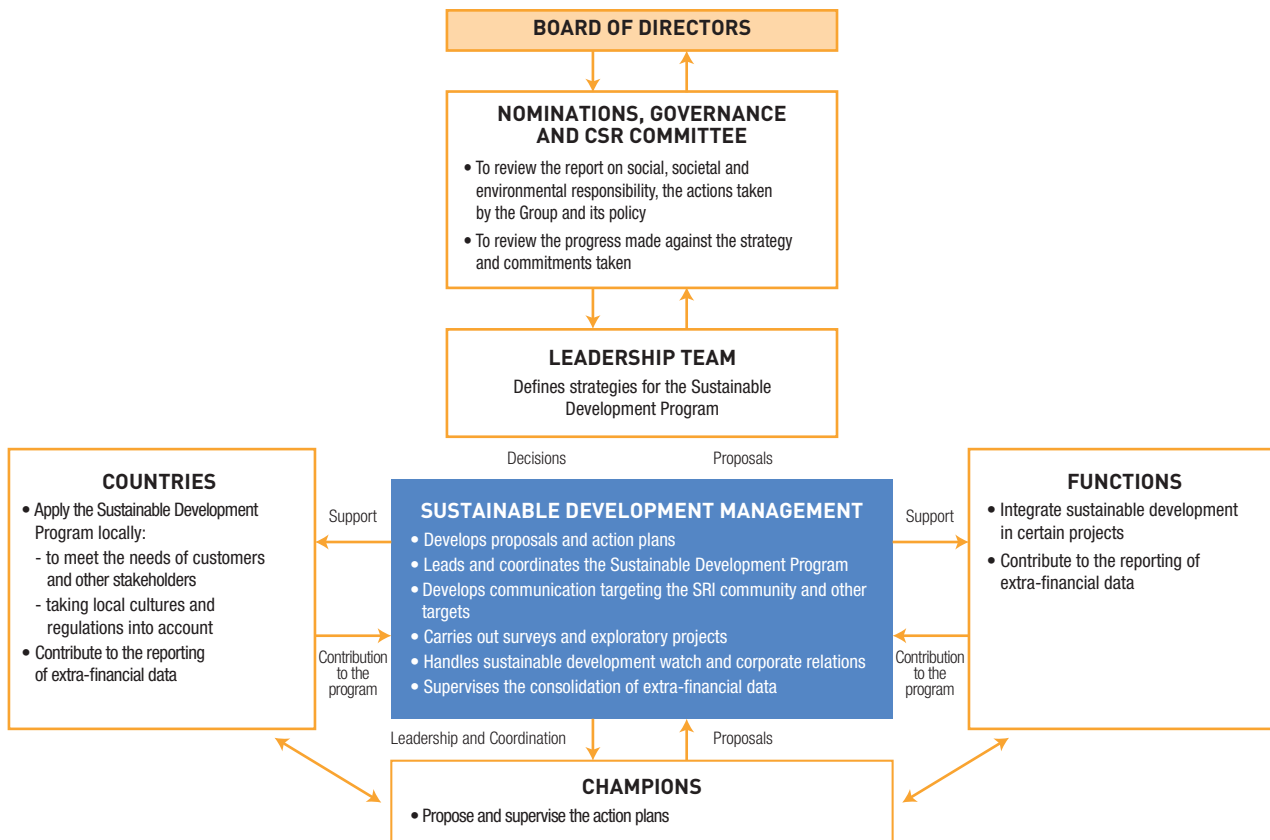 BOARD OF DIRECTORS
NOMINATIONS, GOVERNANCE
AND CSR COMMITTEE
• To review the report on social, societal and
environmental responsibility, the actions taken
by the Group and its policy
• To review the progress made against the strategy
and commitments taken
LEADERSHIP TEAM
Defines strategies for the Sustainable
Development Program
Decisions
Proposals
COUNTRIES
• Apply the Sustainable Development
Program locally:
- to meet the needs of customers
and other stakeholders
- taking local cultures and
regulations into account
• Contribute to the reporting
of extra-financial data
Support
Contribution
to the
program
SUSTAINABLE DEVELOPMENT MANAGEMENT
• Develops proposals and action plans
• Leads and coordinates the Sustainable Development Program
• Develops communication targeting the SRI community and other
targets
• Carries out surveys and exploratory projects
• Handles sustainable development watch and corporate relations
• Supervises the consolidation of extra-financial data
Support
Contribution
to the
program
FUNCTIONS
• Integrate sustainable development
in certain projects
• Contribute to the reporting of
extra-financial data
Leadership and Coordination
Proposals
CHAMPIONS
• Propose and supervise the action plans